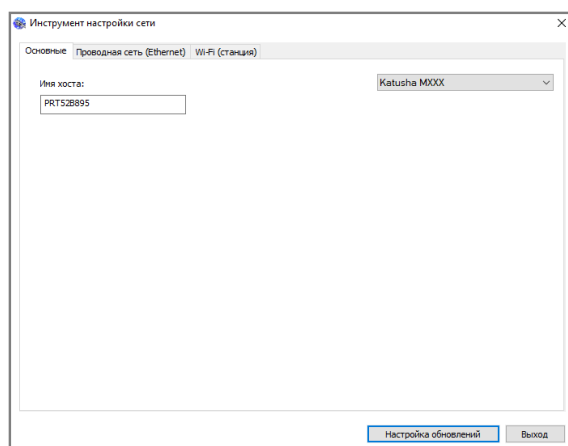 Инструмент настройки сети
Основные Проводная сеть (Ethernet) Wi-Fi (станция)
Имя хоста: Katusha MXXX
PRT52B895
Настройка обновлений Выход